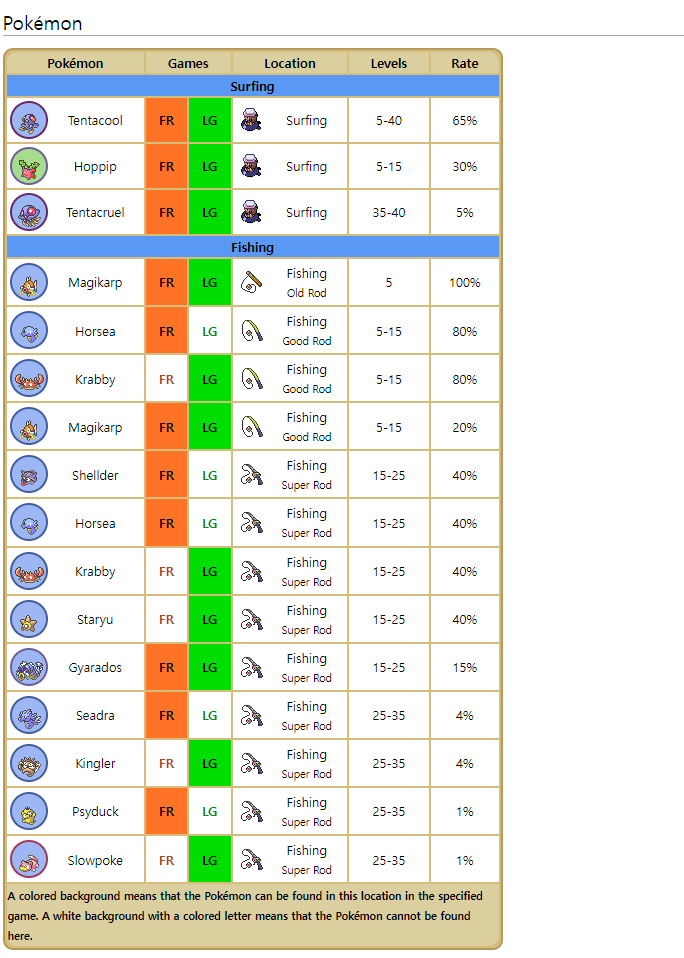 Pokémon
Pokémon Games Location Levels Rate
Surfing
Tentacool FR LG Surfing 5-40 65%
Hoppip FR LG Surfing 5-15 30%
Tentacruel FR LG Surfing 35-40 5%
Fishing
Magikarp FR LG Fishing Old Rod 5 100%
Horsea FR LG Fishing Good Rod 5-15 80%
Krabby FR LG Fishing Good Rod 5-15 80%
Magikarp FR LG Fishing Good Rod 5-15 20%
Shellder FR LG Fishing Super Rod 15-25 40%
Horsea FR LG Fishing Super Rod 15-25 40%
Krabby FR LG Fishing Super Rod 15-25 40%
Staryu FR LG Fishing Super Rod 15-25 40%
Gyarados FR LG Fishing Super Rod 15-25 15%
Seadra FR LG Fishing Super Rod 25-35 4%
Kingler FR LG Fishing Super Rod 25-35 4%
Psyduck FR LG Fishing Super Rod 25-35 1%
Slowpoke FR LG Fishing Super Rod 25-35 1%
A colored background means that the Pokémon can be found in this location in the specified
game. A white background with a colored letter means that the Pokémon cannot be found
here.